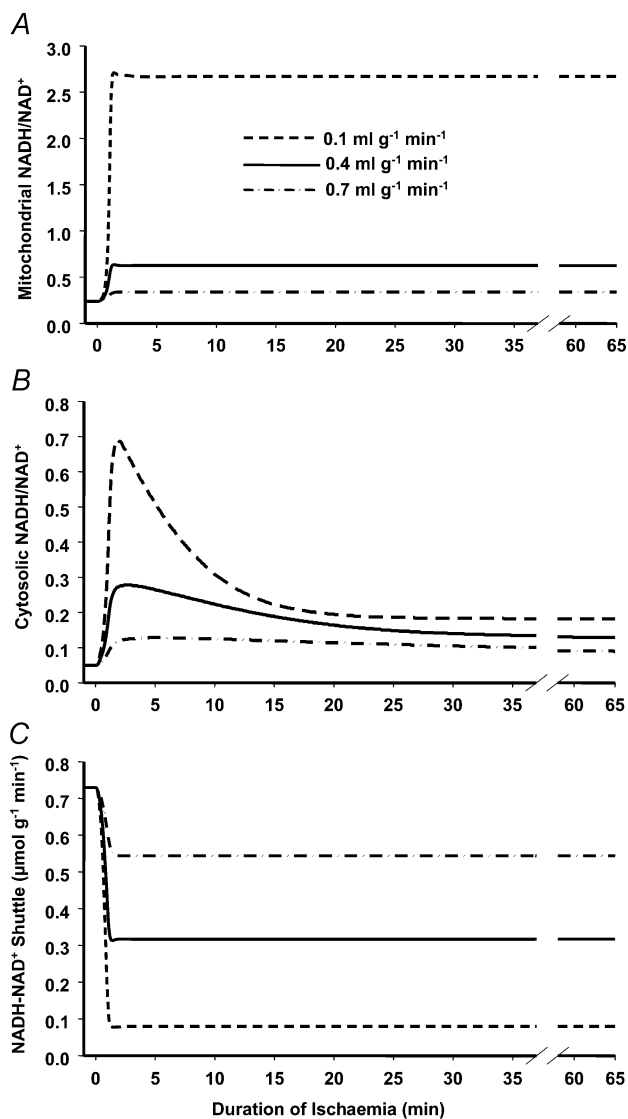 A
Mitochondrial NADH/NAD⁺
3.0
2.5
2.0
1.5
1.0
0.5
0.0
0.1 ml g⁻¹ min⁻¹
0.4 ml g⁻¹ min⁻¹
0.7 ml g⁻¹ min⁻¹
0 5 10 15 20 25 30 35 60 65
B
Cytosolic NADH/NAD⁺
0.8
0.7
0.6
0.5
0.4
0.3
0.2
0.1
0.0
0 5 10 15 20 25 30 35 60 65
C
NADH-NAD⁺ Shuttle (µmol g⁻¹ min⁻¹)
0.8
0.7
0.6
0.5
0.4
0.3
0.2
0.1
0.0
0 5 10 15 20 25 30 35 60 65
Duration of Ischaemia (min)